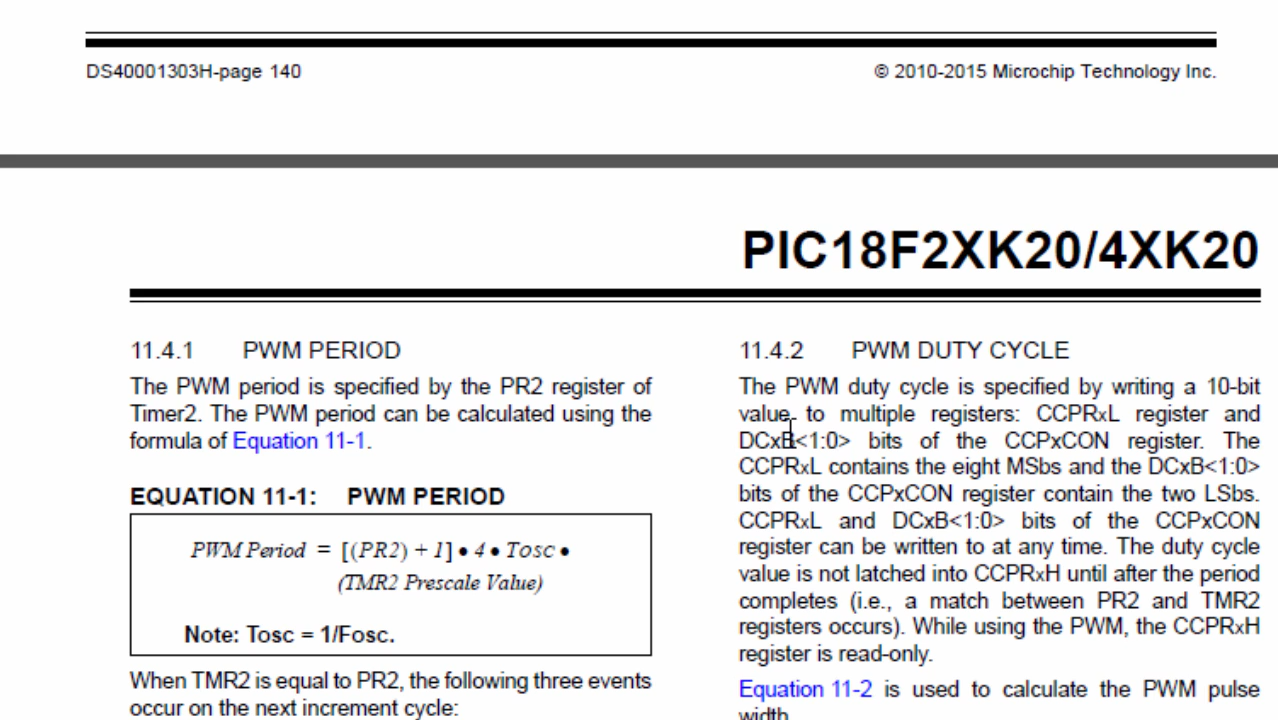 DS40001303H-page 140
© 2010-2015 Microchip Technology Inc.
PIC18F2XK20/4XK20
11.4.1 PWM PERIOD
The PWM period is specified by the PR2 register of
Timer2. The PWM period can be calculated using the
formula of Equation 11-1.
EQUATION 11-1: PWM PERIOD
PWM Period = [(PR2) + 1] • 4 • TOSC •
(TMR2 Prescale Value)
Note: Tosc = 1/Fosc.
When TMR2 is equal to PR2, the following three events
occur on the next increment cycle:
11.4.2 PWM DUTY CYCLE
The PWM duty cycle is specified by writing a 10-bit
value to multiple registers: CCPRxL register and
DCxB<1:0> bits of the CCPxCON register. The
CCPRxL contains the eight MSbs and the DCxB<1:0>
bits of the CCPxCON register contain the two LSbs.
CCPRxL and DCxB<1:0> bits of the CCPxCON
register can be written to at any time. The duty cycle
value is not latched into CCPRxH until after the period
completes (i.e., a match between PR2 and TMR2
registers occurs). While using the PWM, the CCPRxH
register is read-only.
Equation 11-2 is used to calculate the PWM pulse
width.